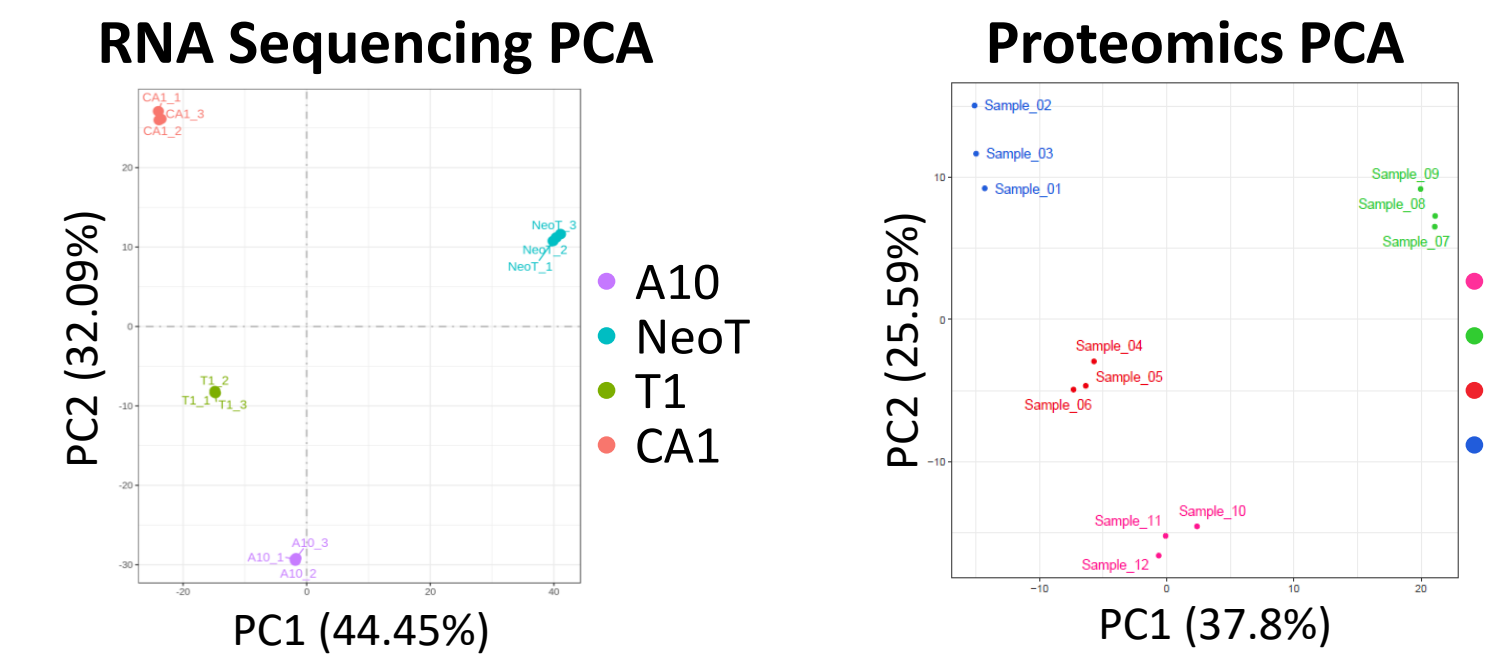 RNA Sequencing PCA
CA1_1
CA1_3
CA1_2
NeoT_3
NeoT_2
NeoT_1
T1_2
T1_1
T1_3
A10_3
A10_1
A10_2
20
10
0
-10
-20
-30
-20
0
20
40
PC2 (32.09%)
PC1 (44.45%)
A10
NeoT
T1
CA1
Proteomics PCA
Sample_02
Sample_03
Sample_01
Sample_09
Sample_08
Sample_07
Sample_04
Sample_05
Sample_06
Sample_11
Sample_10
Sample_12
10
0
−10
−10
0
10
20
PC2 (25.59%)
PC1 (37.8%)